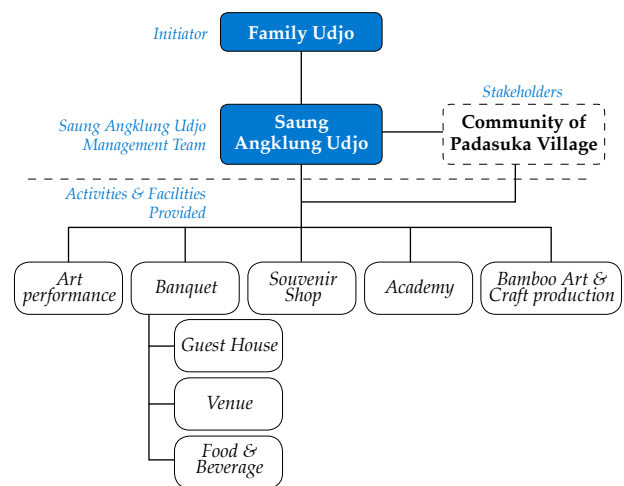 Initiator
Family Udjo
Stakeholders
Saung Angklung Udjo
Management Team
Saung
Angklung Udjo
Community of
Padasuka Village
Activities & Facilities
Provided
Art
performance
Banquet
Souvenir
Shop
Academy
Bamboo Art &
Craft production
Guest House
Venue
Food &
Beverage